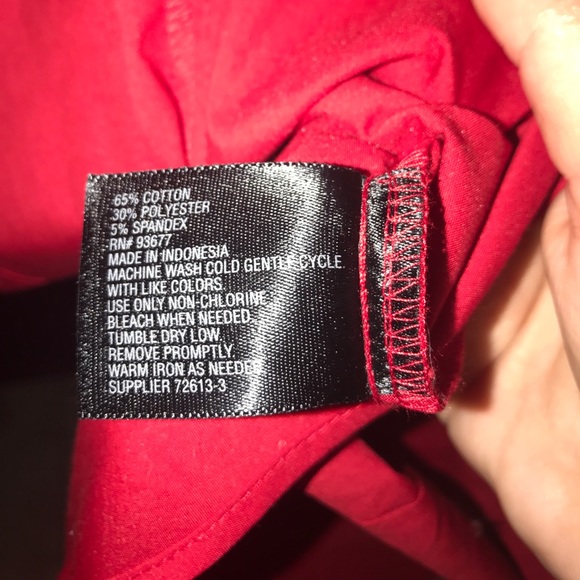 65% COTTON
30% POLYESTER
5% SPANDEX
RN# 93677
MADE IN INDONESIA
MACHINE WASH COLD GENTLE CYCLE
WITH LIKE COLORS.
USE ONLY NON-CHLORINE
BLEACH WHEN NEEDED.
TUMBLE DRY LOW.
REMOVE PROMPTLY.
WARM IRON AS NEEDED
SUPPLIER 72613-3